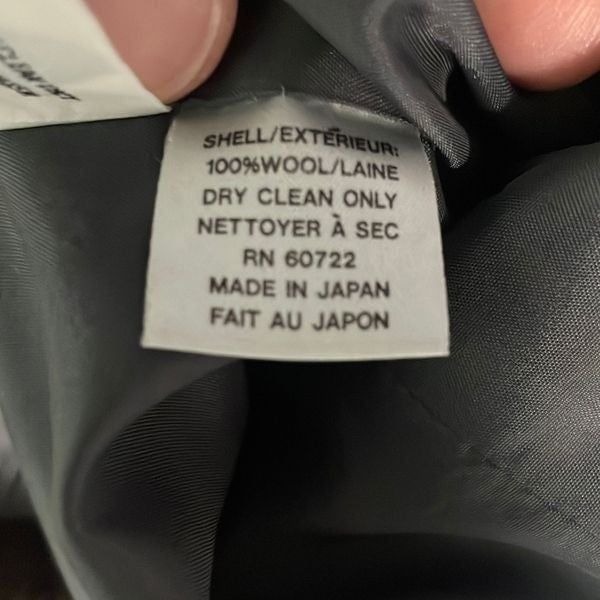 SHELL/EXTÉRIEUR:
100%WOOL/LAINE
DRY CLEAN ONLY
NETTOYER À SEC
RN 60722
MADE IN JAPAN
FAIT AU JAPON